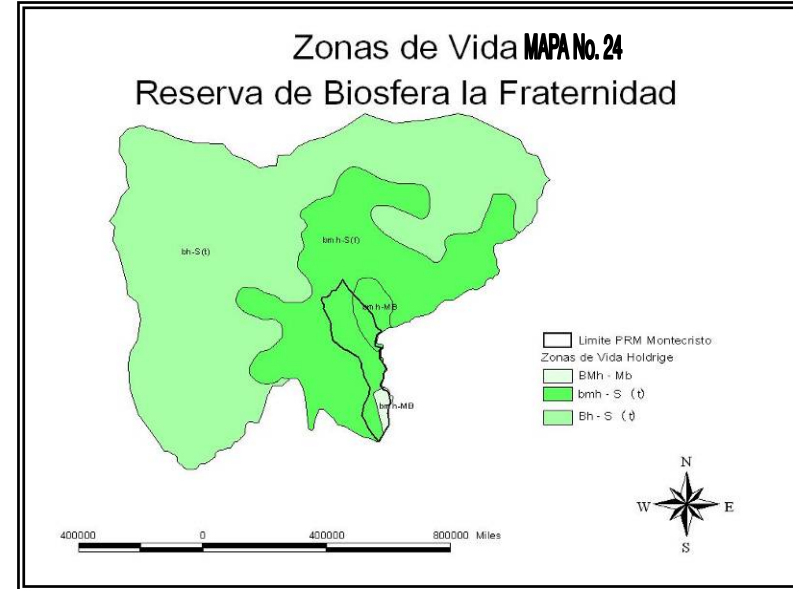 Zonas de Vida MAPA No. 24
Reserva de Biosfera la Fraternidad
bh-S(t)
bmh-S(t)
bmh-MB
bmh-MB
Limite PRM Montecristo
Zonas de Vida Holdrige
BMh - Mb
bmh - S (t)
Bh - S (t)
N
W E
S
400000 0 400000 800000 Miles